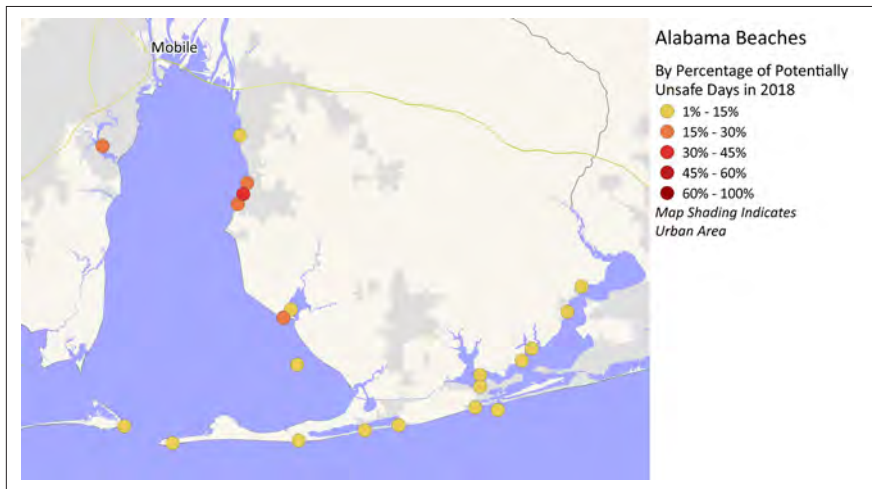 Mobile
Alabama Beaches
By Percentage of Potentially
Unsafe Days in 2018
1% - 15%
15% - 30%
30% - 45%
45% - 60%
60% - 100%
Map Shading Indicates
Urban Area